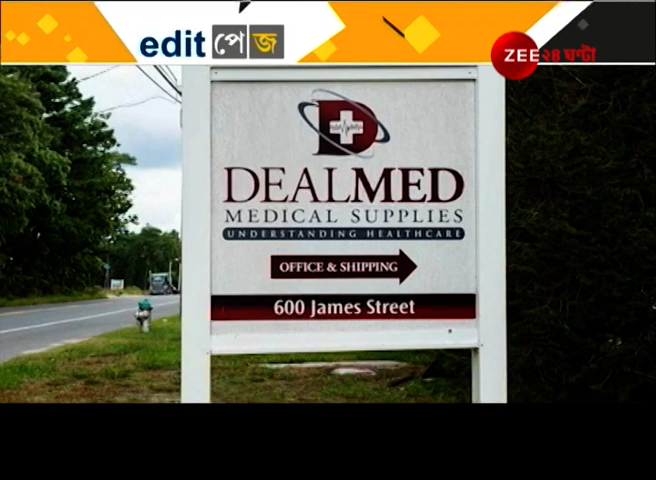 edit পেজ
ZEE ২৪ ঘণ্টা
D
DEALMED
MEDICAL SUPPLIES
UNDERSTANDING HEALTHCARE
OFFICE & SHIPPING
600 James Street